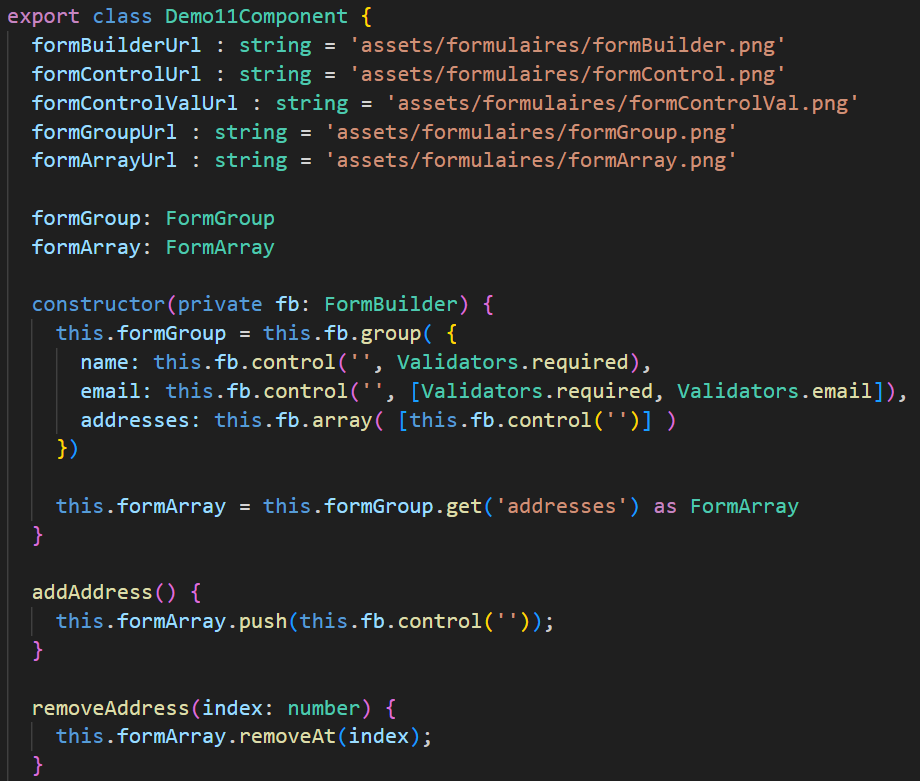 export class Demo11Component {
formBuilderUrl : string = 'assets/formulaires/formBuilder.png'
formControlUrl : string = 'assets/formulaires/formControl.png'
formControlValUrl : string = 'assets/formulaires/formControlVal.png'
formGroupUrl : string = 'assets/formulaires/formGroup.png'
formArrayUrl : string = 'assets/formulaires/formArray.png'
formGroup: FormGroup
formArray: FormArray
constructor(private fb: FormBuilder) {
this.formGroup = this.fb.group( {
name: this.fb.control('', Validators.required),
email: this.fb.control('', [Validators.required, Validators.email]),
addresses: this.fb.array( [this.fb.control('')] )
})
this.formArray = this.formGroup.get('addresses') as FormArray
}
addAddress() {
this.formArray.push(this.fb.control(''));
}
removeAddress(index: number) {
this.formArray.removeAt(index);
}